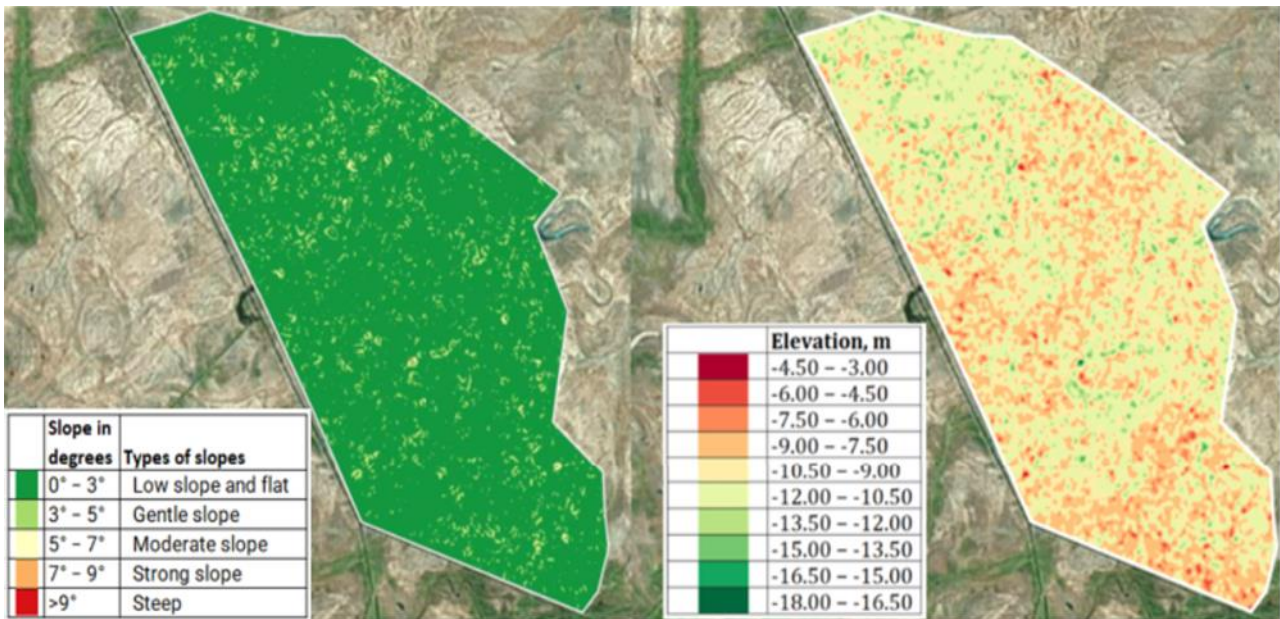 Slope in
degrees Types of slopes
0° – 3° Low slope and flat
3° – 5° Gentle slope
5° – 7° Moderate slope
7° – 9° Strong slope
>9° Steep
Elevation, m
-4.50 – -3.00
-6.00 – -4.50
-7.50 – -6.00
-9.00 – -7.50
-10.50 – -9.00
-12.00 – -10.50
-13.50 – -12.00
-15.00 – -13.50
-16.50 – -15.00
-18.00 – -16.50